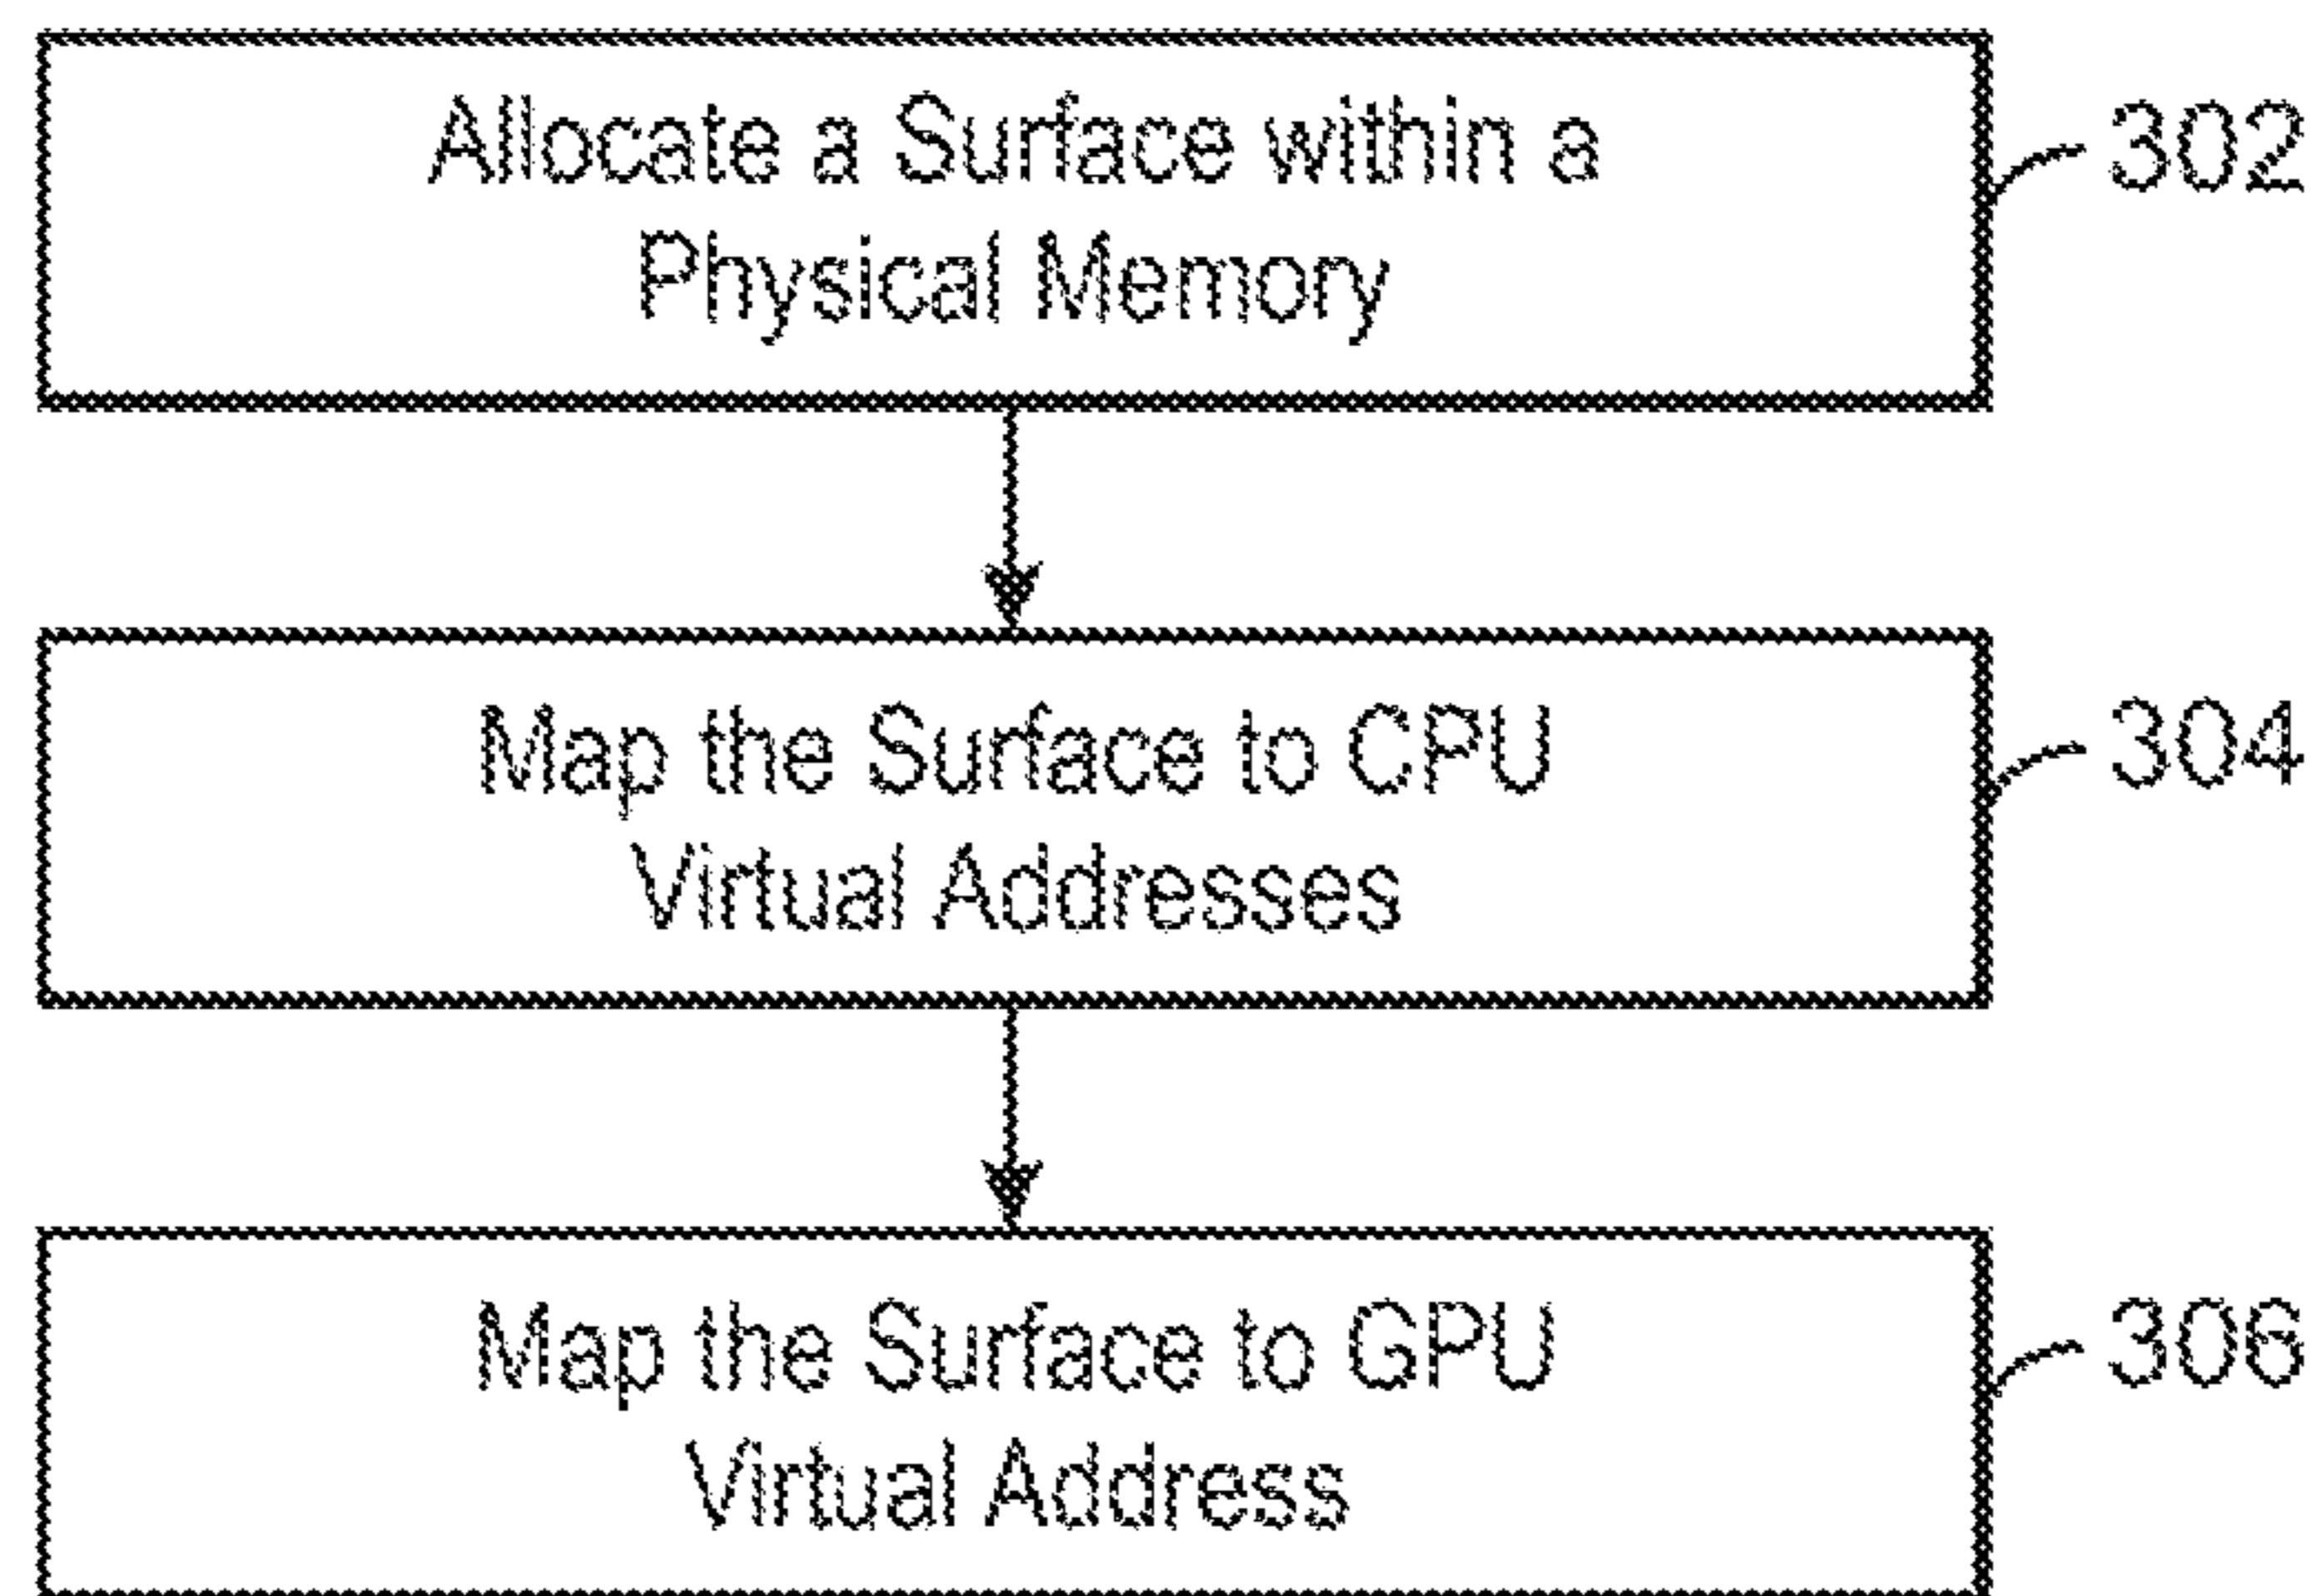 Allocate a Surface within a
Physical Memory
302
Map the Surface to CPU
Virtual Addresses
304
Map the Surface to GPU
Virtual Address
306